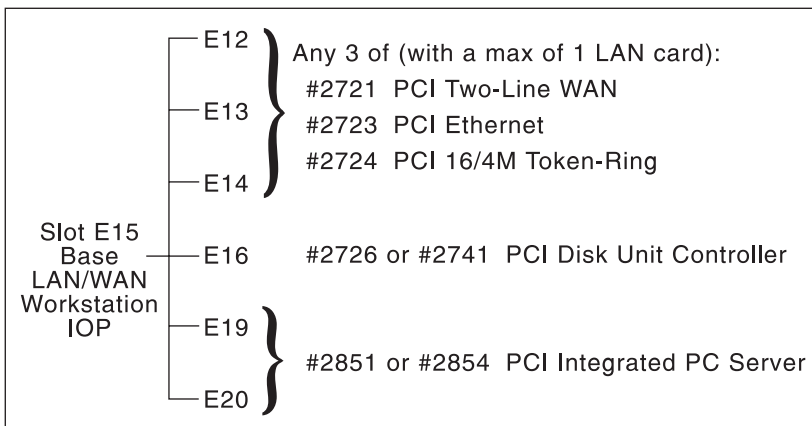 E12
E13
E14
Any 3 of (with a max of 1 LAN card):
#2721 PCI Two-Line WAN
#2723 PCI Ethernet
#2724 PCI 16/4M Token-Ring
Slot E15
Base
LAN/WAN
Workstation
IOP
E16
#2726 or #2741 PCI Disk Unit Controller
E19
E20
#2851 or #2854 PCI Integrated PC Server